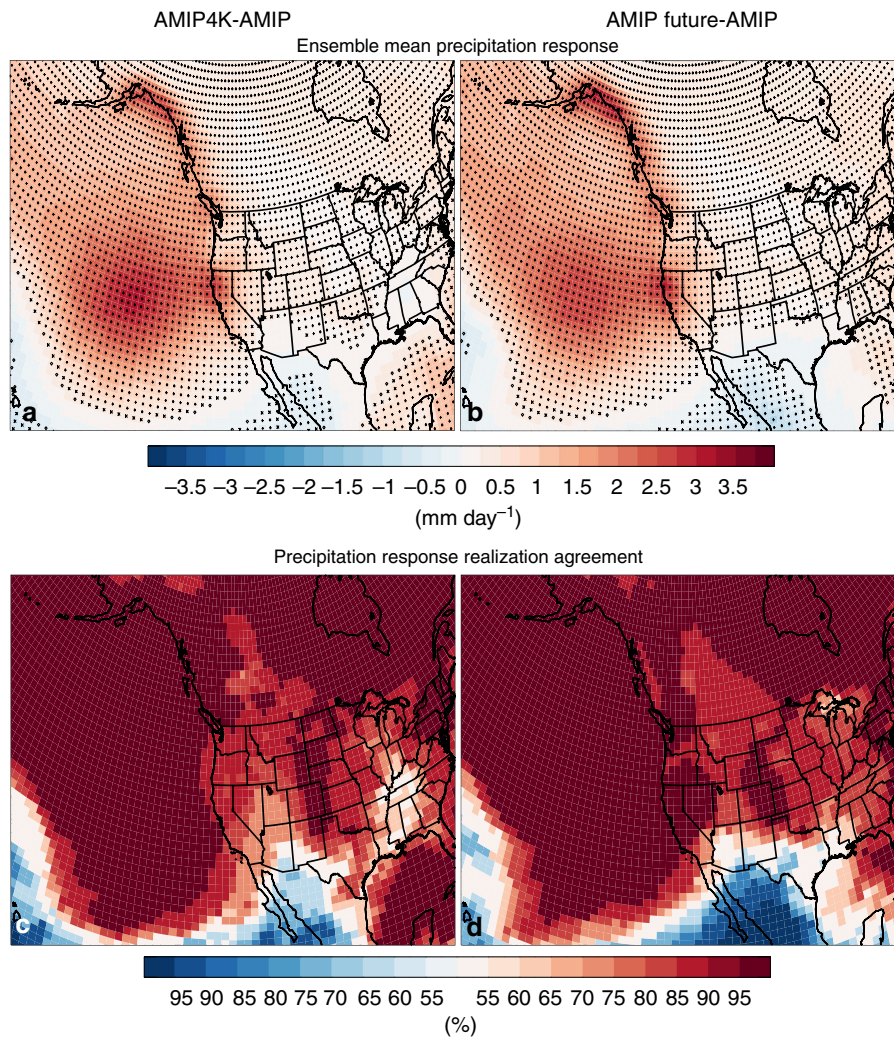 AMIP4K-AMIP
AMIP future-AMIP
Ensemble mean precipitation response
a
b
–3.5 –3 –2.5 –2 –1.5 –1 –0.5 0 0.5 1 1.5 2 2.5 3 3.5
(mm day⁻¹)
Precipitation response realization agreement
c
d
95 90 85 80 75 70 65 60 55 55 60 65 70 75 80 85 90 95
(%)